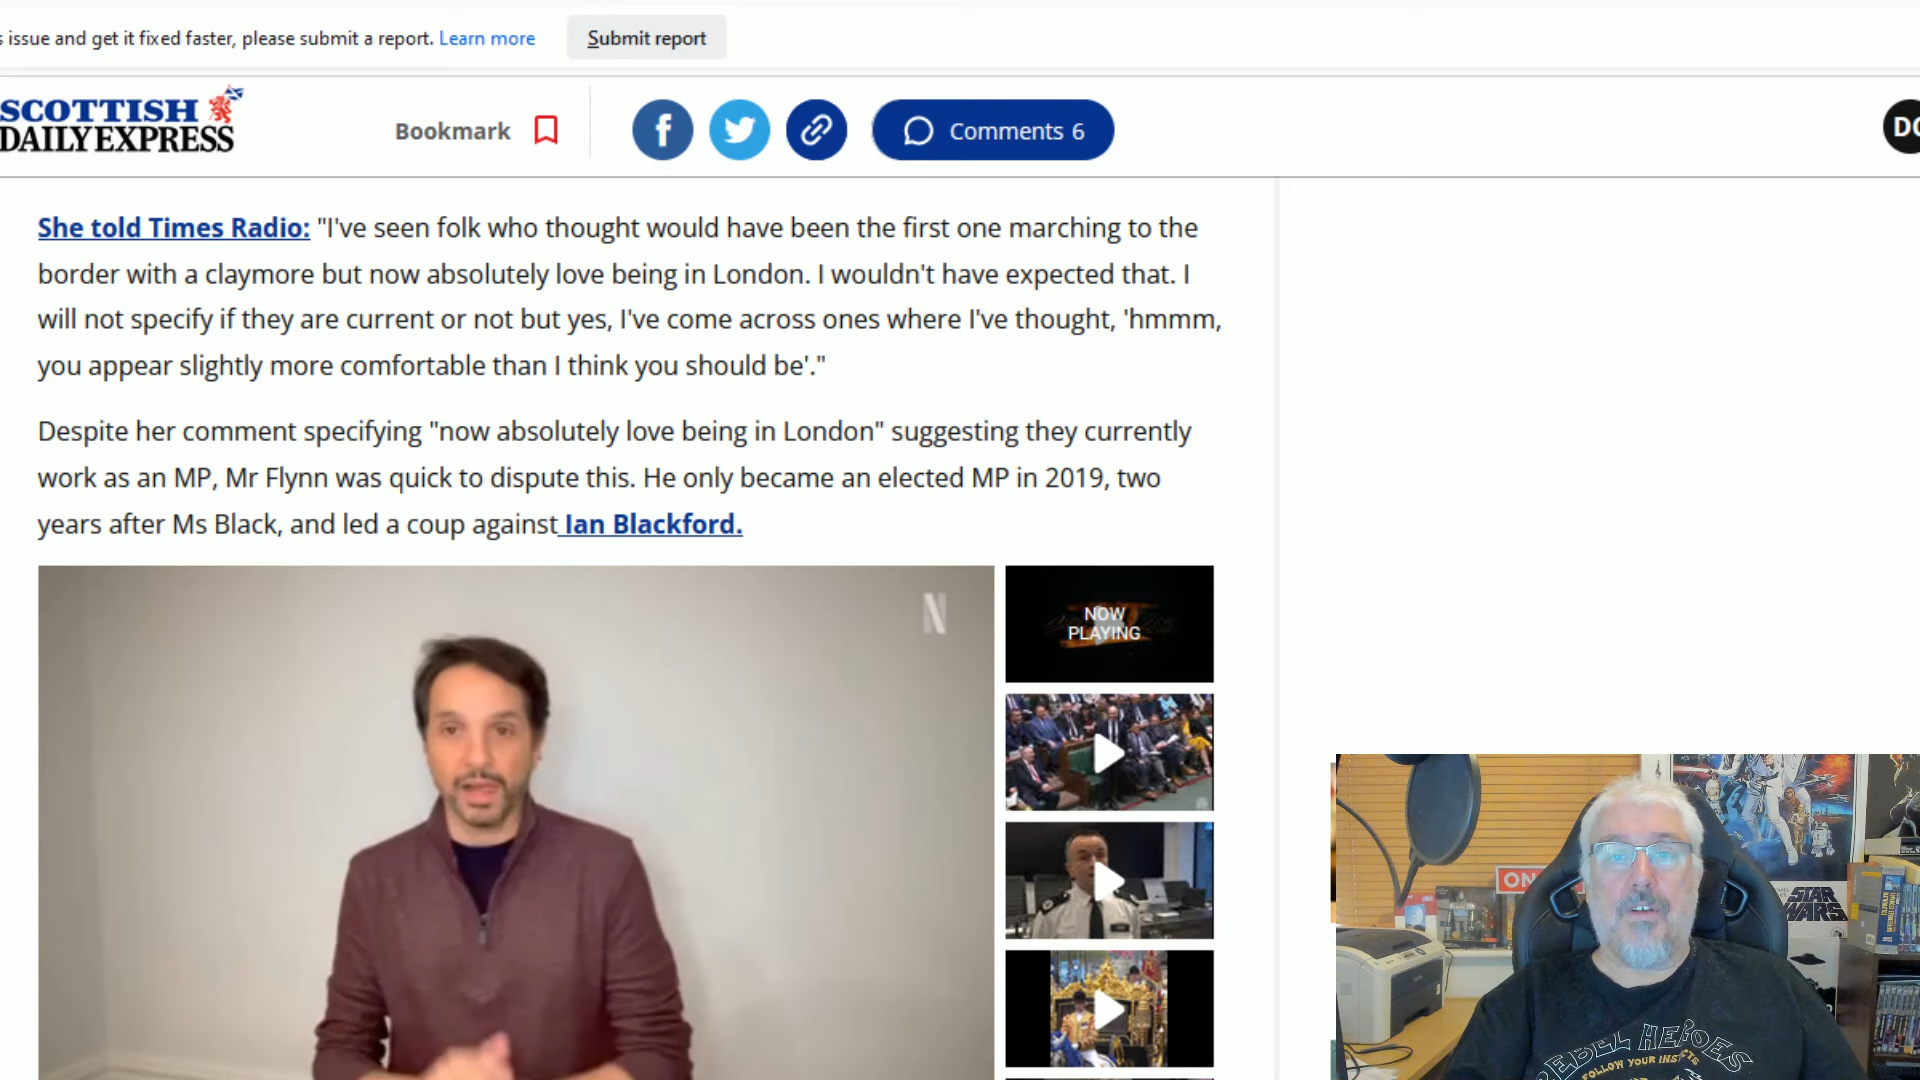 issue and get it fixed faster, please submit a report. Learn more
Submit report
SCOTTISH
DAILY EXPRESS
Bookmark
Comments 6
She told Times Radio: "I've seen folk who thought would have been the first one marching to the
border with a claymore but now absolutely love being in London. I wouldn't have expected that. I
will not specify if they are current or not but yes, I've come across ones where I've thought, 'hmmm,
you appear slightly more comfortable than I think you should be'."
Despite her comment specifying "now absolutely love being in London" suggesting they currently
work as an MP, Mr Flynn was quick to dispute this. He only became an elected MP in 2019, two
years after Ms Black, and led a coup against Ian Blackford.
N
NOW
PLAYING
ON
STAR
WARS
REBEL HEROES
FOLLOW YOUR INSTCTS